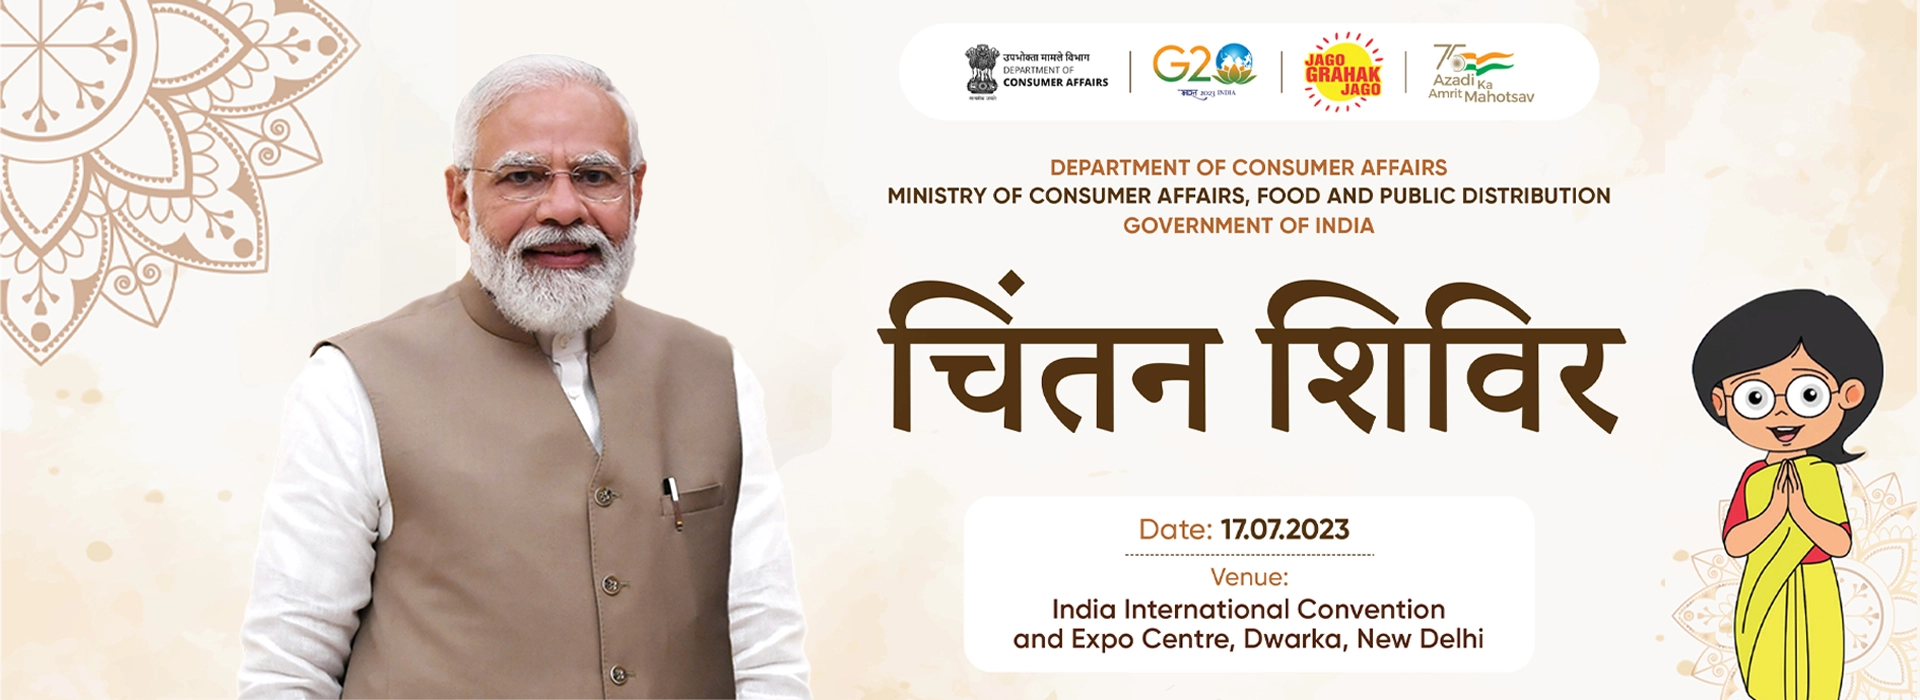 उपभोक्ता मामले विभाग
DEPARTMENT OF
CONSUMER AFFAIRS
सत्यमेव जयते
G20
भारत 2023 INDIA
JAGO
GRAHAK
JAGO
75
Azadi Ka
Amrit Mahotsav
DEPARTMENT OF CONSUMER AFFAIRS
MINISTRY OF CONSUMER AFFAIRS, FOOD AND PUBLIC DISTRIBUTION
GOVERNMENT OF INDIA
चिंतन शिविर
Date: 17.07.2023
Venue:
India International Convention
and Expo Centre, Dwarka, New Delhi